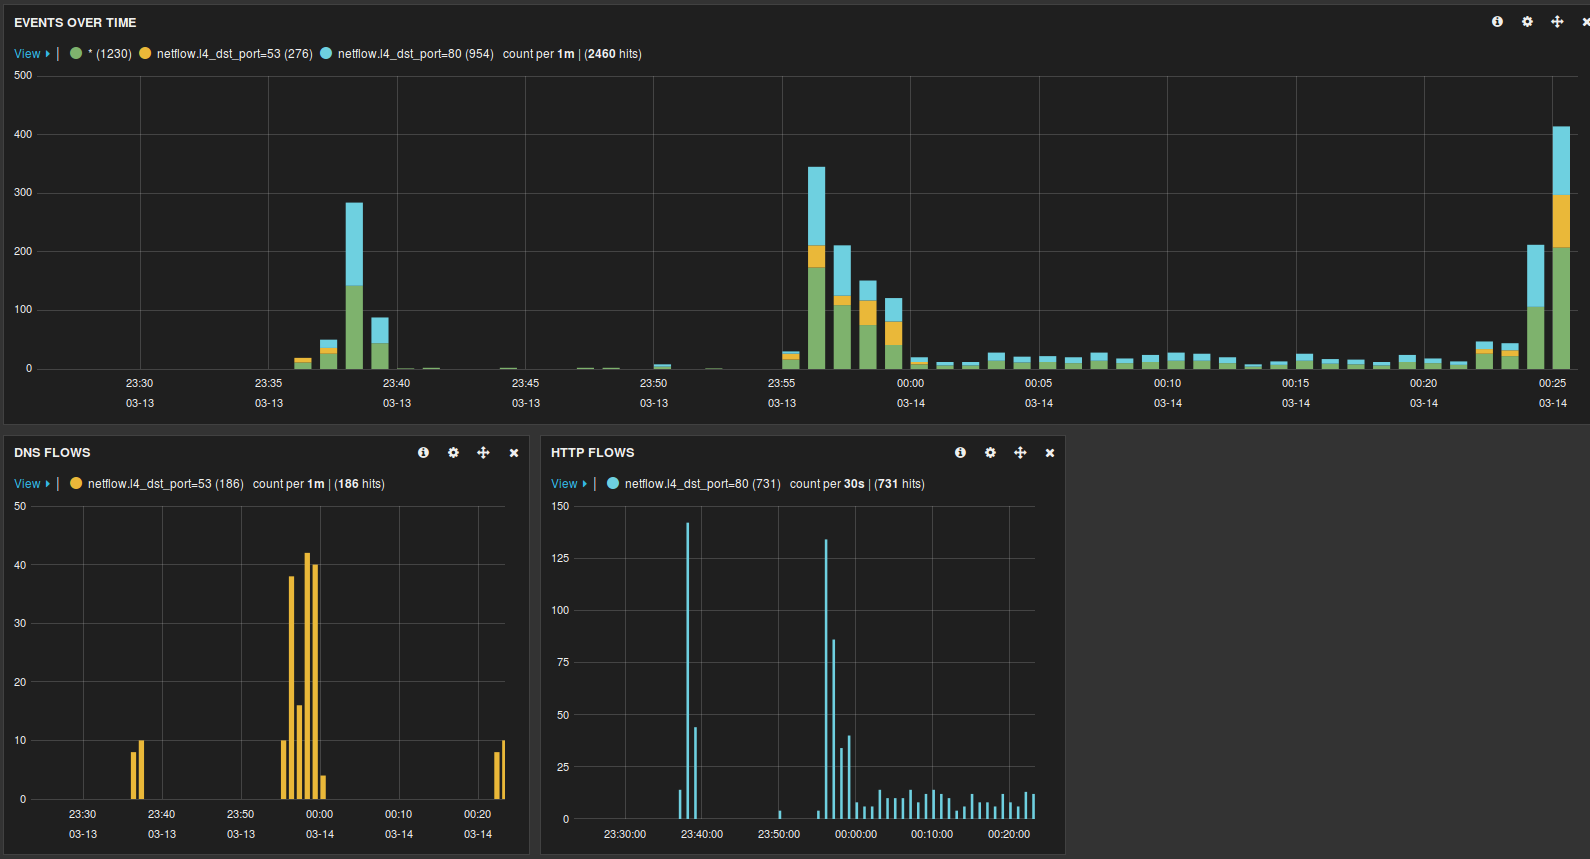 EVENTS OVER TIME
View | * (1230) netflow.l4_dst_port=53 (276) netflow.l4_dst_port=80 (954) count per 1m | (2460 hits)
500
400
300
200
100
0
23:30 23:35 23:40 23:45 23:50 23:55 00:00 00:05 00:10 00:15 00:20 00:25
03-13 03-13 03-13 03-13 03-13 03-13 03-14 03-14 03-14 03-14 03-14 03-14
DNS FLOWS
View | netflow.l4_dst_port=53 (186) count per 1m | (186 hits)
50
40
30
20
10
0
23:30 23:40 23:50 00:00 00:10 00:20
03-13 03-13 03-13 03-14 03-14 03-14
HTTP FLOWS
View | netflow.l4_dst_port=80 (731) count per 30s | (731 hits)
150
125
100
75
50
25
0
23:30:00 23:40:00 23:50:00 00:00:00 00:10:00 00:20:00